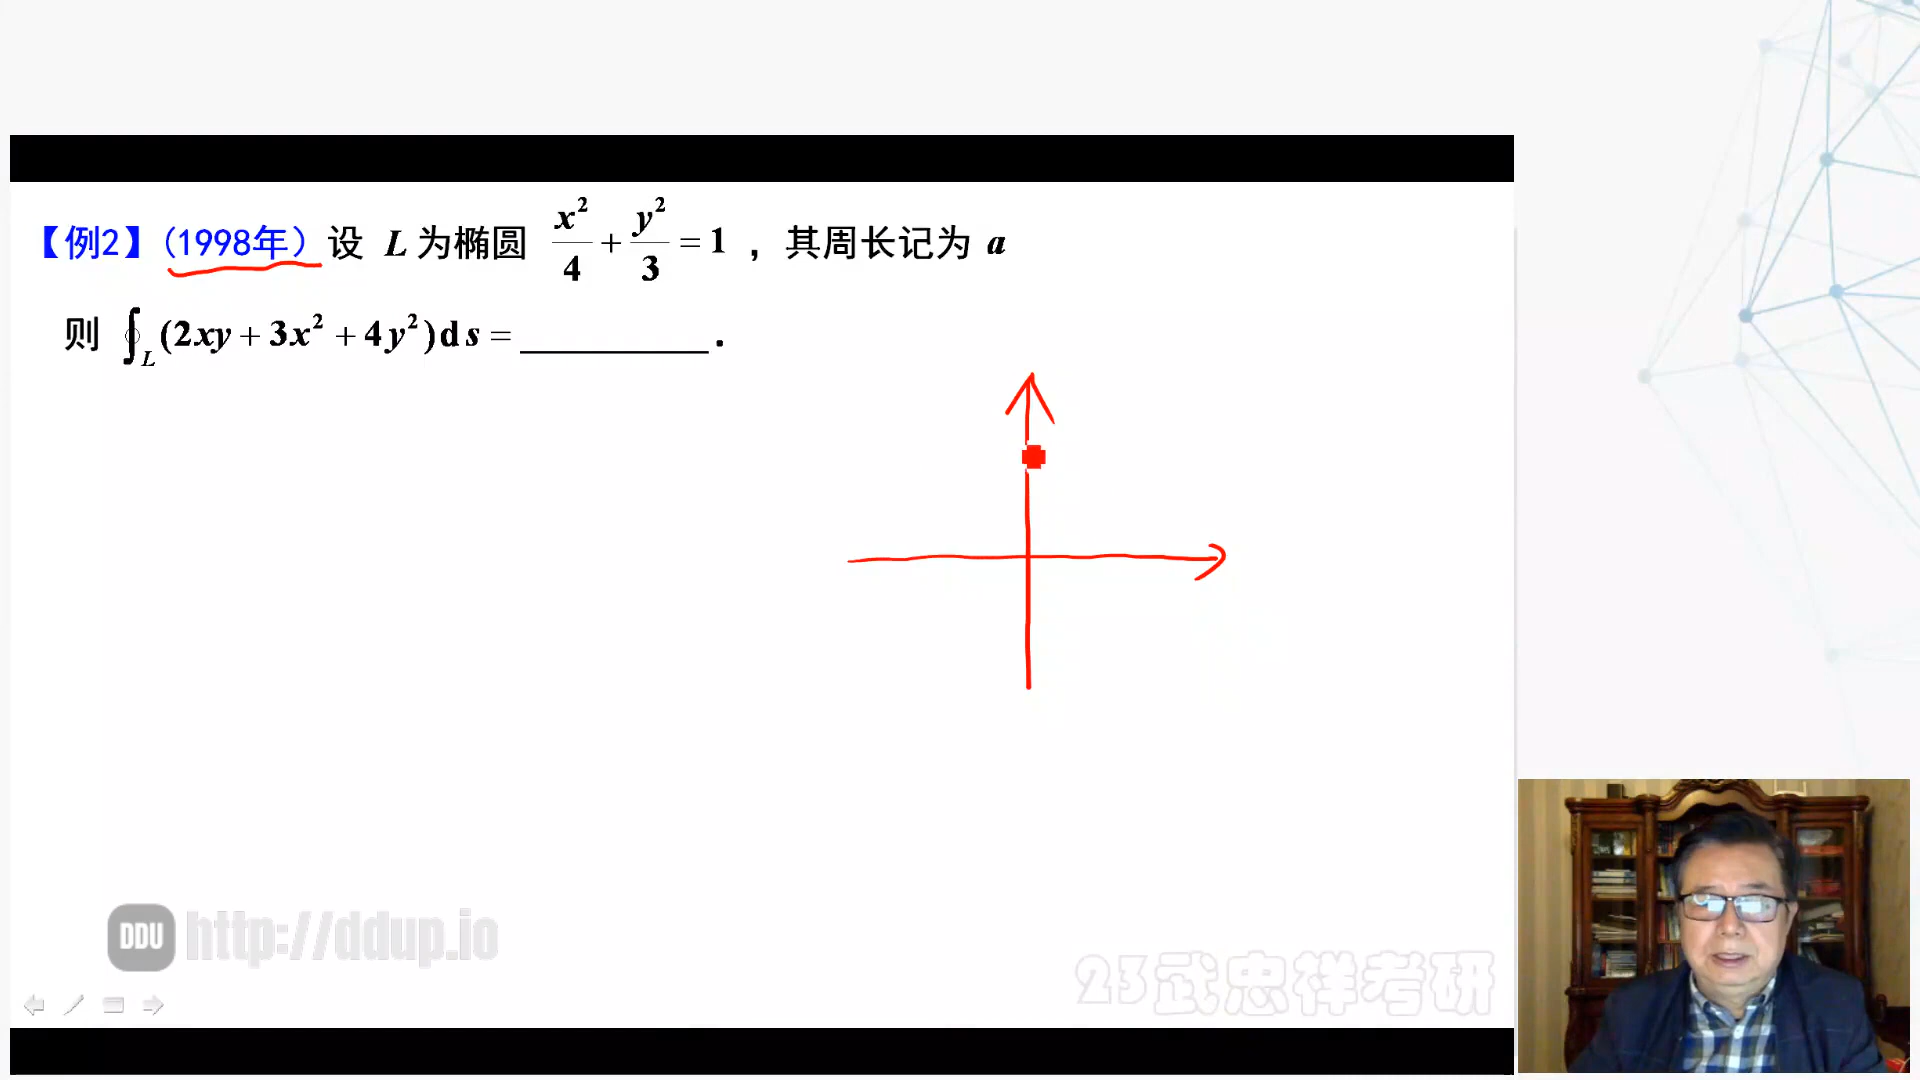 【例2】(1998年) 设 L 为椭圆 x²/4 + y²/3 = 1 ，其周长记为 a
则 ∮_L (2xy + 3x² + 4y²)ds = ________ .
DDU http://ddup.io
23武忠祥考研